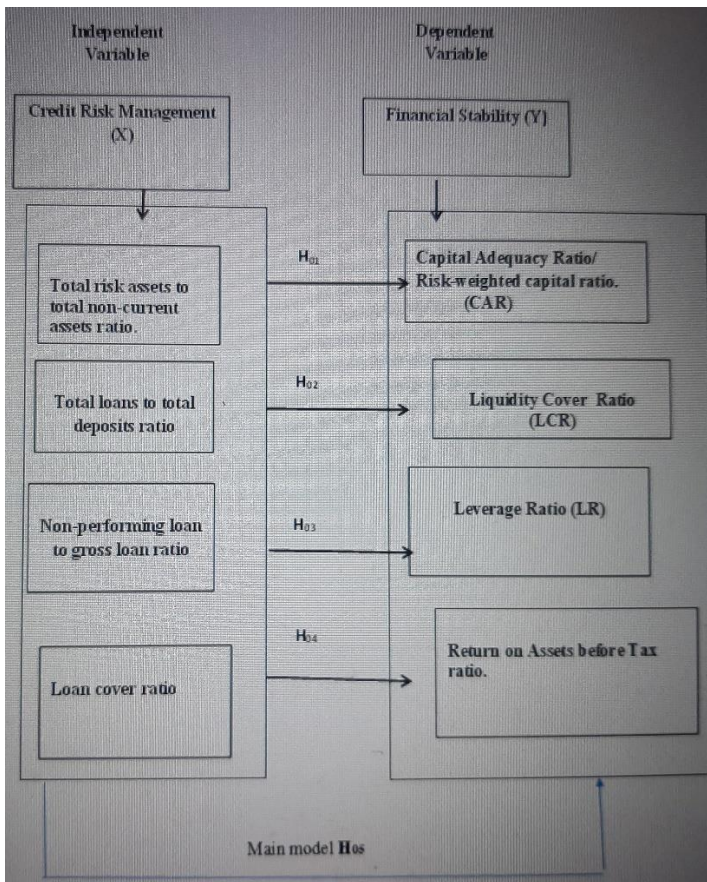 Independent
Variable
Dependent
Variable
Credit Risk Management
(X)
Financial Stability (Y)
Total risk assets to
total non-current
assets ratio.
H01
Capital Adequacy Ratio/
Risk-weighted capital ratio.
(CAR)
Total loans to total
deposits ratio
H02
Liquidity Cover Ratio
(LCR)
Non-performing loan
to gross loan ratio
H03
Leverage Ratio (LR)
Loan cover ratio
H04
Return on Assets before Tax
ratio.
Main model H05